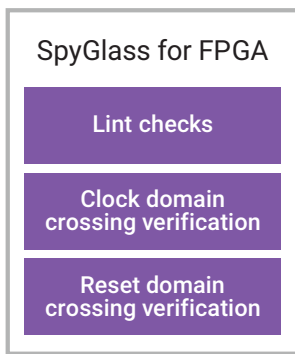 SpyGlass for FPGA
Lint checks
Clock domain
crossing verification
Reset domain
crossing verification